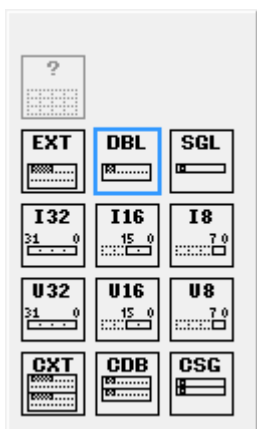 ?
EXT DBL SGL
I32 I16 I8
31 0 15 0 7 0
U32 U16 U8
31 0 15 0 7 0
CXT CDB CSG